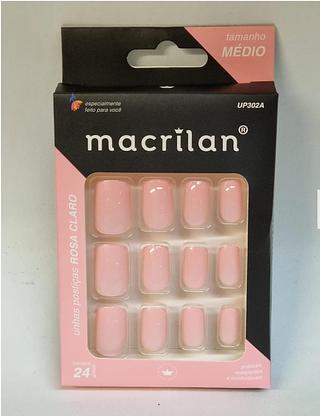 tamanho
MÉDIO
especialmente
feito para você
UP302A
macrilan®
unhas postiças ROSA CLARO
24